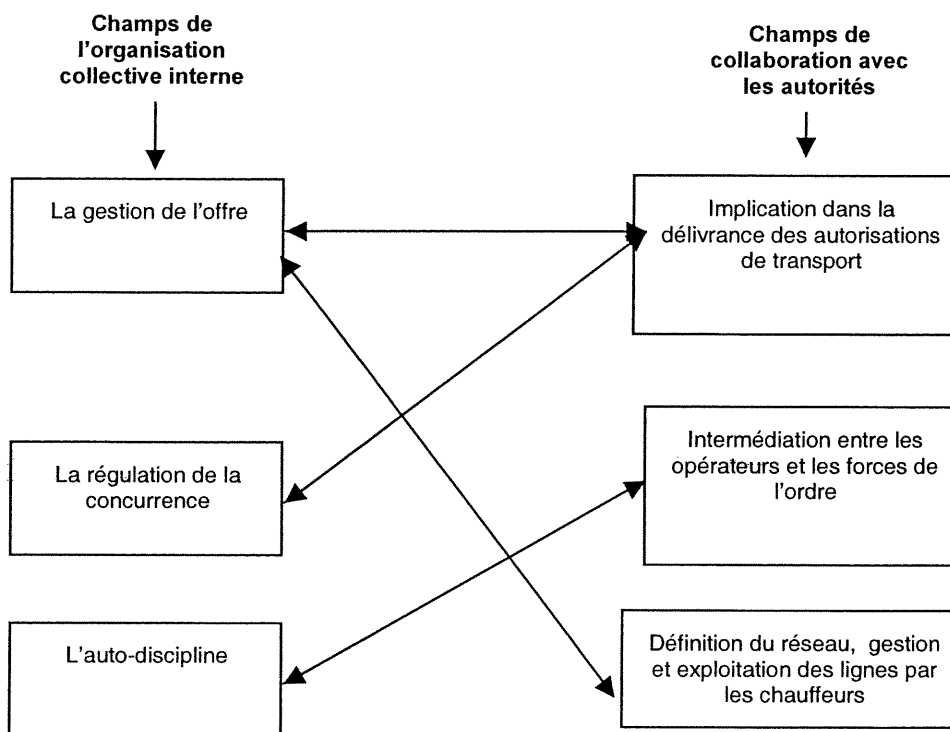 Champs de
l'organisation
collective interne
Champs de
collaboration avec
les autorités
La gestion de l'offre
Implication dans la
délivrance des autorisations
de transport
La régulation de la
concurrence
Intermédiation entre les
opérateurs et les forces de
l'ordre
L'auto-discipline
Définition du réseau, gestion
et exploitation des lignes par
les chauffeurs